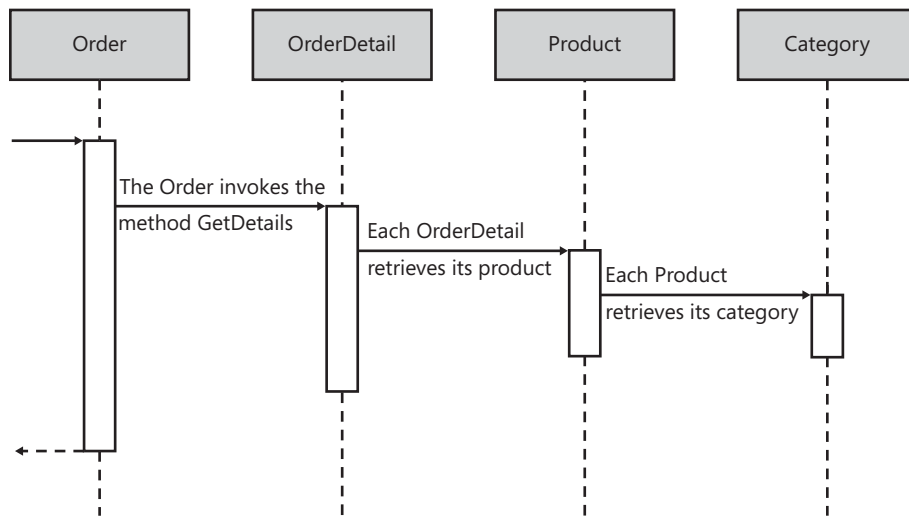 Order
OrderDetail
Product
Category
The Order invokes the
method GetDetails
Each OrderDetail
retrieves its product
Each Product
retrieves its category